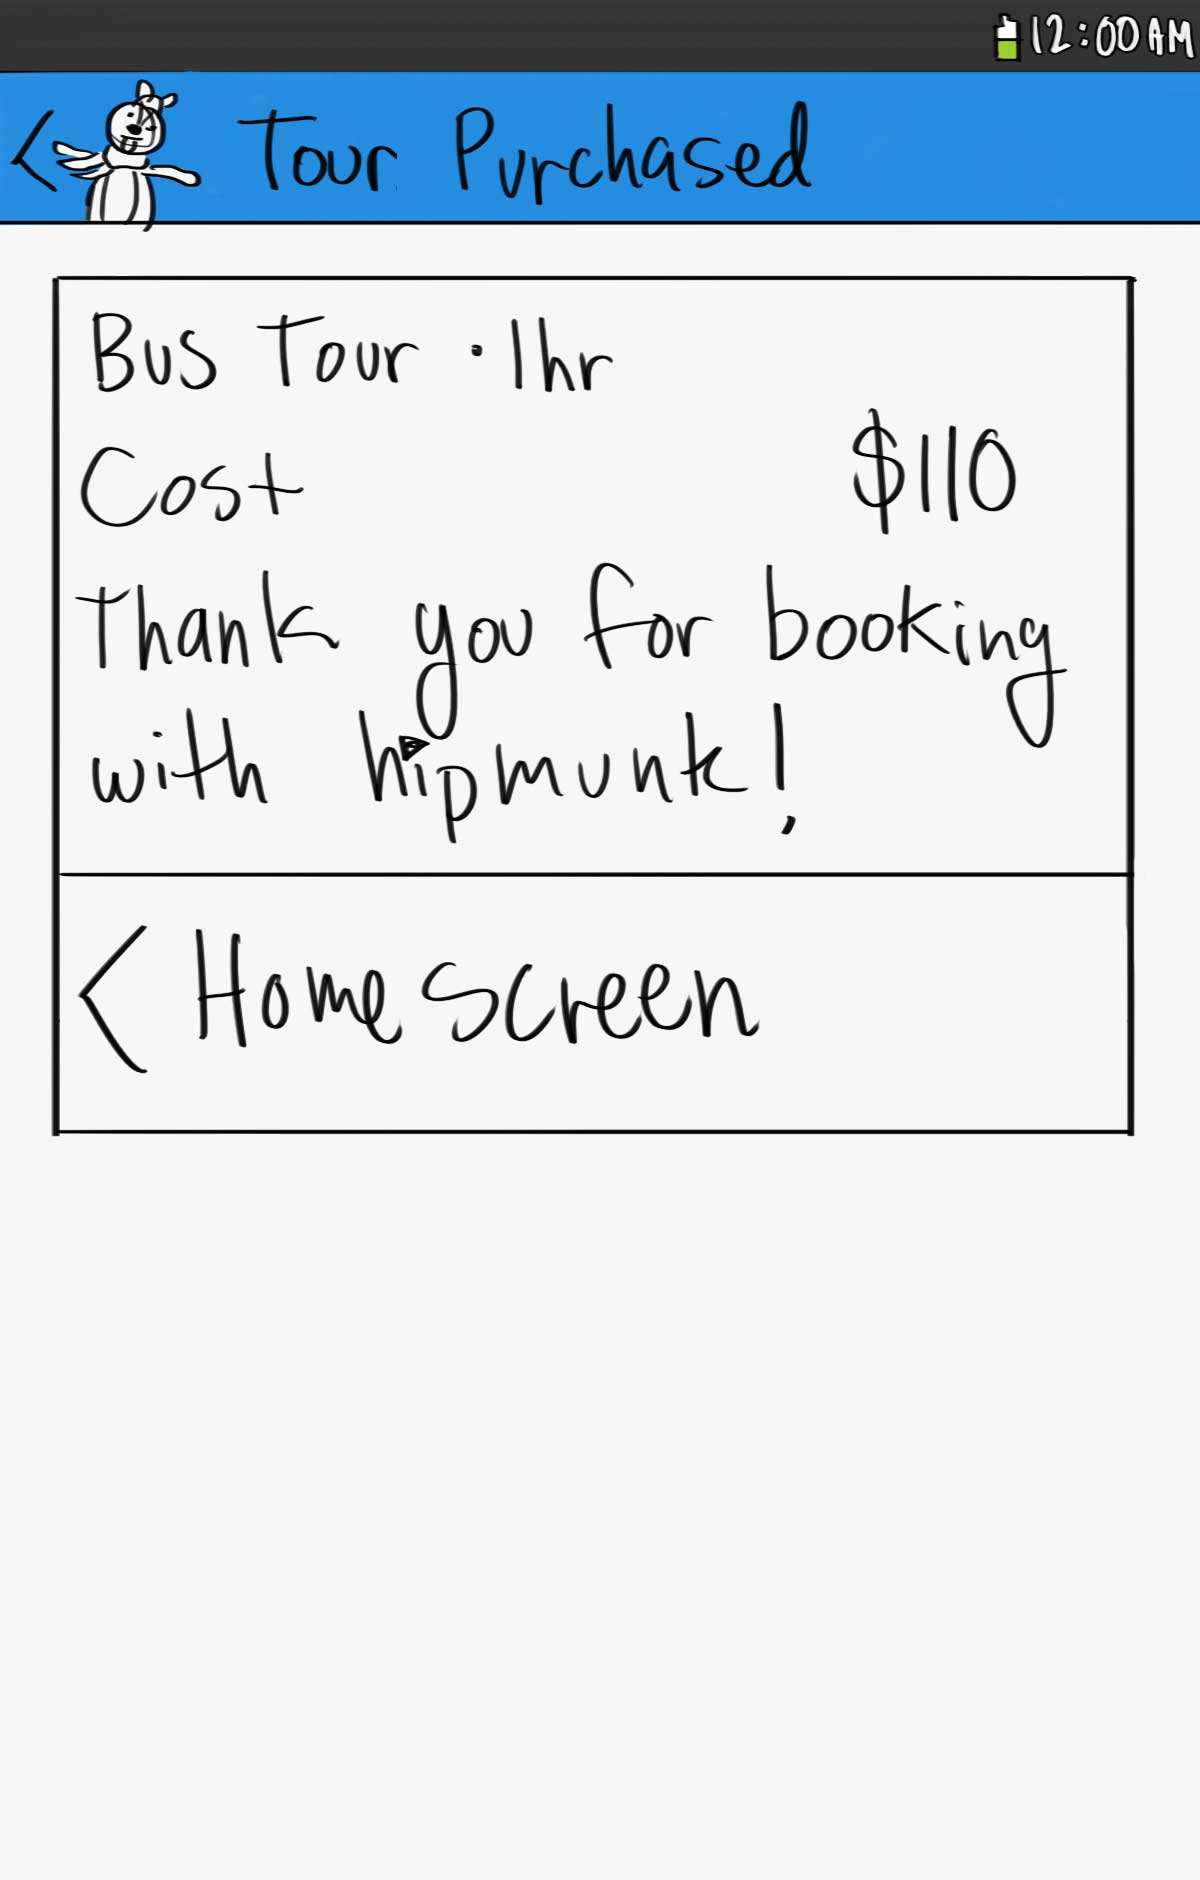 12:00 AM
< Tour Purchased
Bus Tour · 1hr
Cost $110
Thank you for booking
with hipmunk!
< Home screen